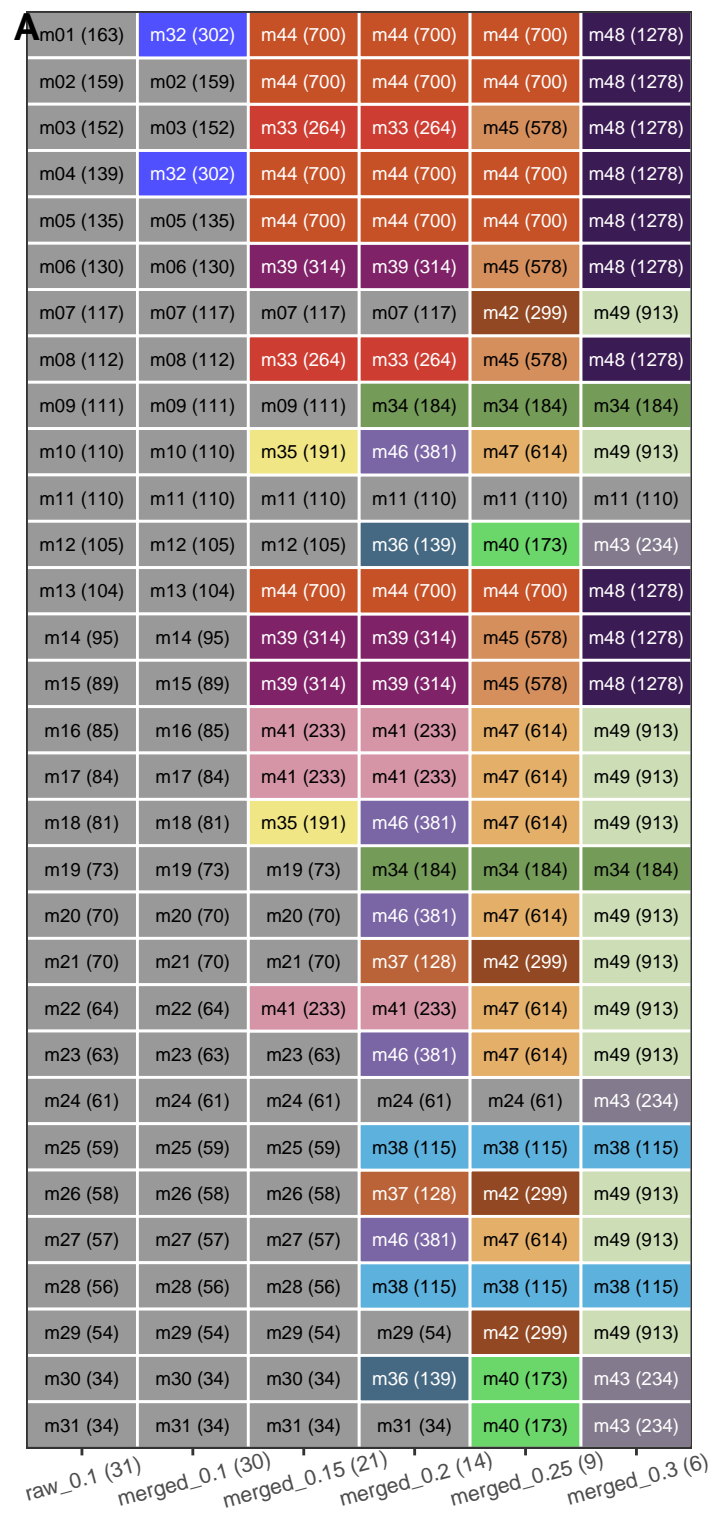 A
m01 (163) m32 (302) m44 (700) m44 (700) m44 (700) m48 (1278)
m02 (159) m02 (159) m44 (700) m44 (700) m44 (700) m48 (1278)
m03 (152) m03 (152) m33 (264) m33 (264) m45 (578) m48 (1278)
m04 (139) m32 (302) m44 (700) m44 (700) m44 (700) m48 (1278)
m05 (135) m05 (135) m44 (700) m44 (700) m44 (700) m48 (1278)
m06 (130) m06 (130) m39 (314) m39 (314) m45 (578) m48 (1278)
m07 (117) m07 (117) m07 (117) m07 (117) m42 (299) m49 (913)
m08 (112) m08 (112) m33 (264) m33 (264) m45 (578) m48 (1278)
m09 (111) m09 (111) m09 (111) m34 (184) m34 (184) m34 (184)
m10 (110) m10 (110) m35 (191) m46 (381) m47 (614) m49 (913)
m11 (110) m11 (110) m11 (110) m11 (110) m11 (110) m11 (110)
m12 (105) m12 (105) m12 (105) m36 (139) m40 (173) m43 (234)
m13 (104) m13 (104) m44 (700) m44 (700) m44 (700) m48 (1278)
m14 (95) m14 (95) m39 (314) m39 (314) m45 (578) m48 (1278)
m15 (89) m15 (89) m39 (314) m39 (314) m45 (578) m48 (1278)
m16 (85) m16 (85) m41 (233) m41 (233) m47 (614) m49 (913)
m17 (84) m17 (84) m41 (233) m41 (233) m47 (614) m49 (913)
m18 (81) m18 (81) m35 (191) m46 (381) m47 (614) m49 (913)
m19 (73) m19 (73) m19 (73) m34 (184) m34 (184) m34 (184)
m20 (70) m20 (70) m20 (70) m46 (381) m47 (614) m49 (913)
m21 (70) m21 (70) m21 (70) m37 (128) m42 (299) m49 (913)
m22 (64) m22 (64) m41 (233) m41 (233) m47 (614) m49 (913)
m23 (63) m23 (63) m23 (63) m46 (381) m47 (614) m49 (913)
m24 (61) m24 (61) m24 (61) m24 (61) m24 (61) m43 (234)
m25 (59) m25 (59) m25 (59) m38 (115) m38 (115) m38 (115)
m26 (58) m26 (58) m26 (58) m37 (128) m42 (299) m49 (913)
m27 (57) m27 (57) m27 (57) m46 (381) m47 (614) m49 (913)
m28 (56) m28 (56) m28 (56) m38 (115) m38 (115) m38 (115)
m29 (54) m29 (54) m29 (54) m29 (54) m42 (299) m49 (913)
m30 (34) m30 (34) m30 (34) m36 (139) m40 (173) m43 (234)
m31 (34) m31 (34) m31 (34) m31 (34) m40 (173) m43 (234)
raw_0.1 (31) merged_0.1 (30) merged_0.15 (21) merged_0.2 (14) merged_0.25 (9) merged_0.3 (6)